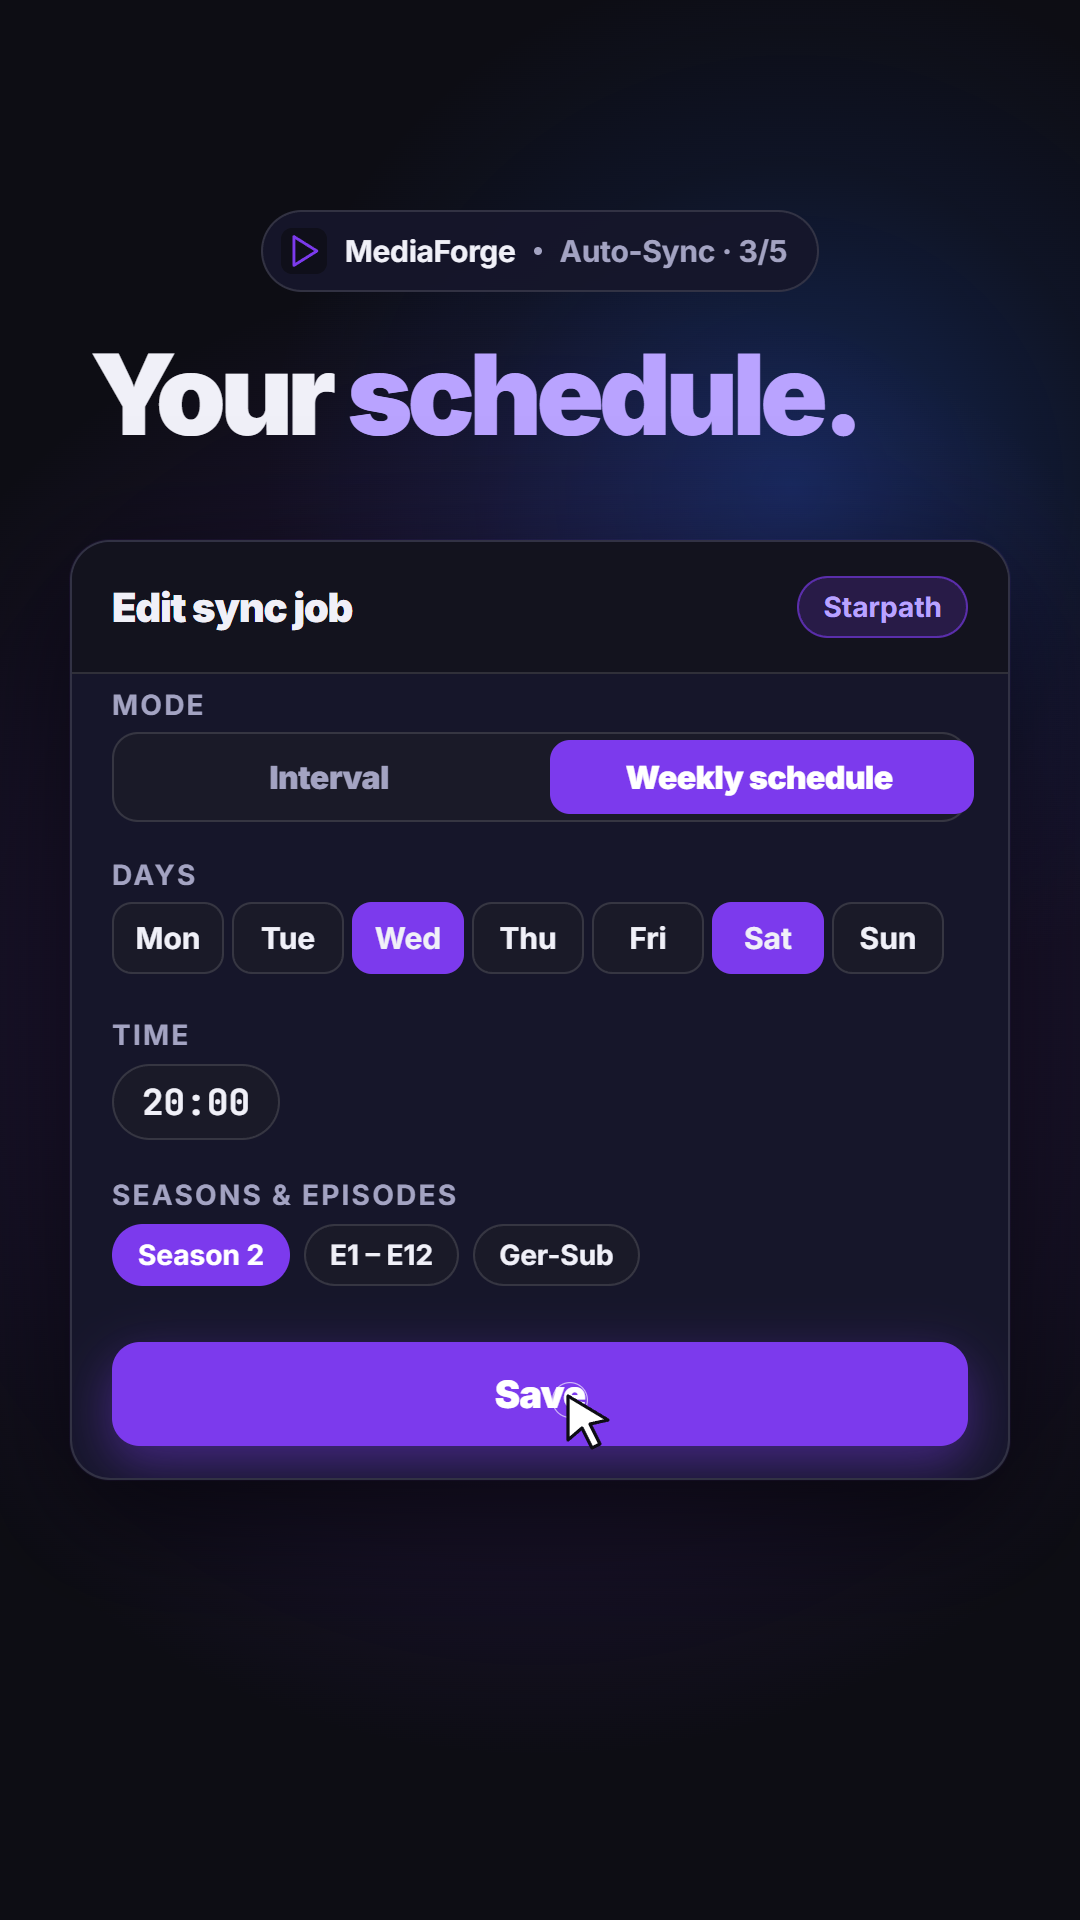 MediaForge • Auto-Sync · 3/5
Your schedule.
Edit sync job
Starpath
MODE
Interval
Weekly schedule
DAYS
Mon Tue Wed Thu Fri Sat Sun
TIME
20:00
SEASONS & EPISODES
Season 2
E1 – E12
Ger-Sub
Save